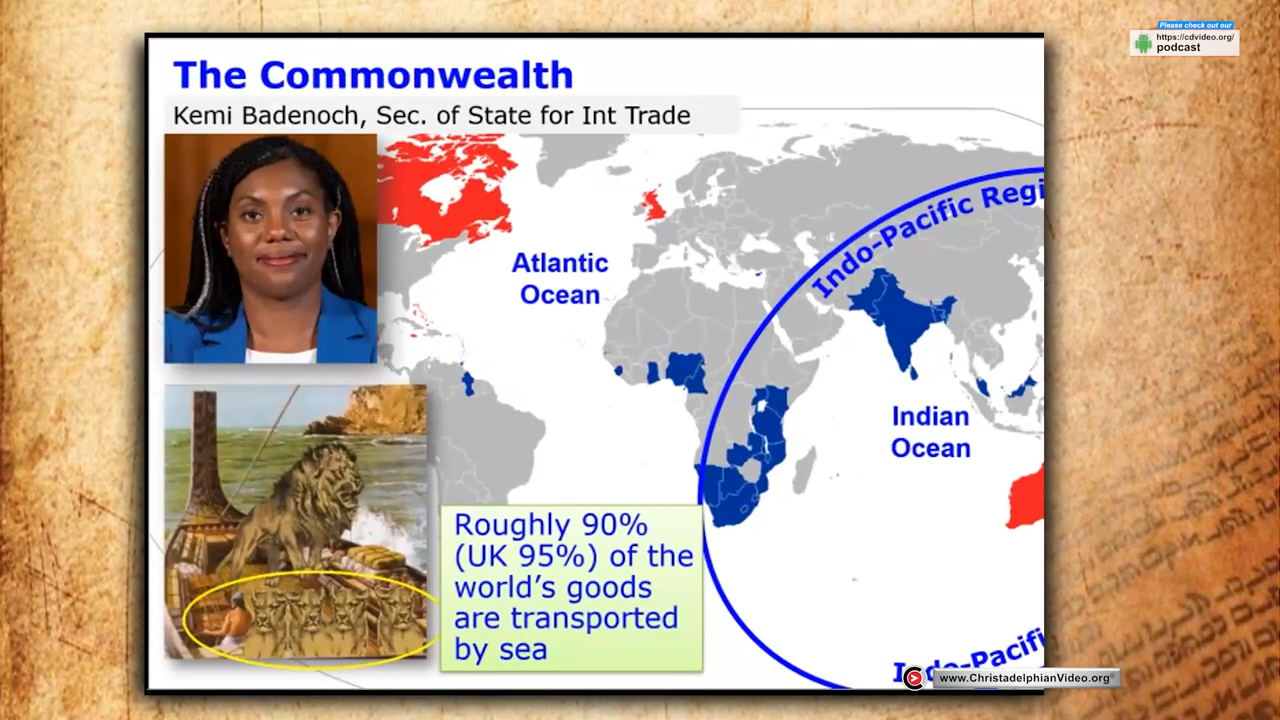 Please check out our
https://cdvideo.org/
podcast
The Commonwealth
Kemi Badenoch, Sec. of State for Int Trade
Indo-Pacific Regi
Atlantic
Ocean
Indian
Ocean
Roughly 90%
(UK 95%) of the
world's goods
are transported
by sea
Indo-Pacifi
www.ChristadelphianVideo.org